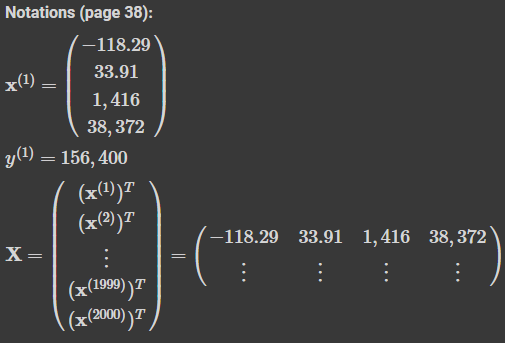 Notations (page 38):
x⁽¹⁾ = ( −118.29
33.91
1,416
38,372 )
y⁽¹⁾ = 156,400
X = ( (x⁽¹⁾)ᵀ
(x⁽²⁾)ᵀ
⋮
(x⁽¹⁹⁹⁹⁾)ᵀ
(x⁽²⁰⁰⁰⁾)ᵀ ) = ( −118.29 33.91 1,416 38,372
⋮ ⋮ ⋮ ⋮ )